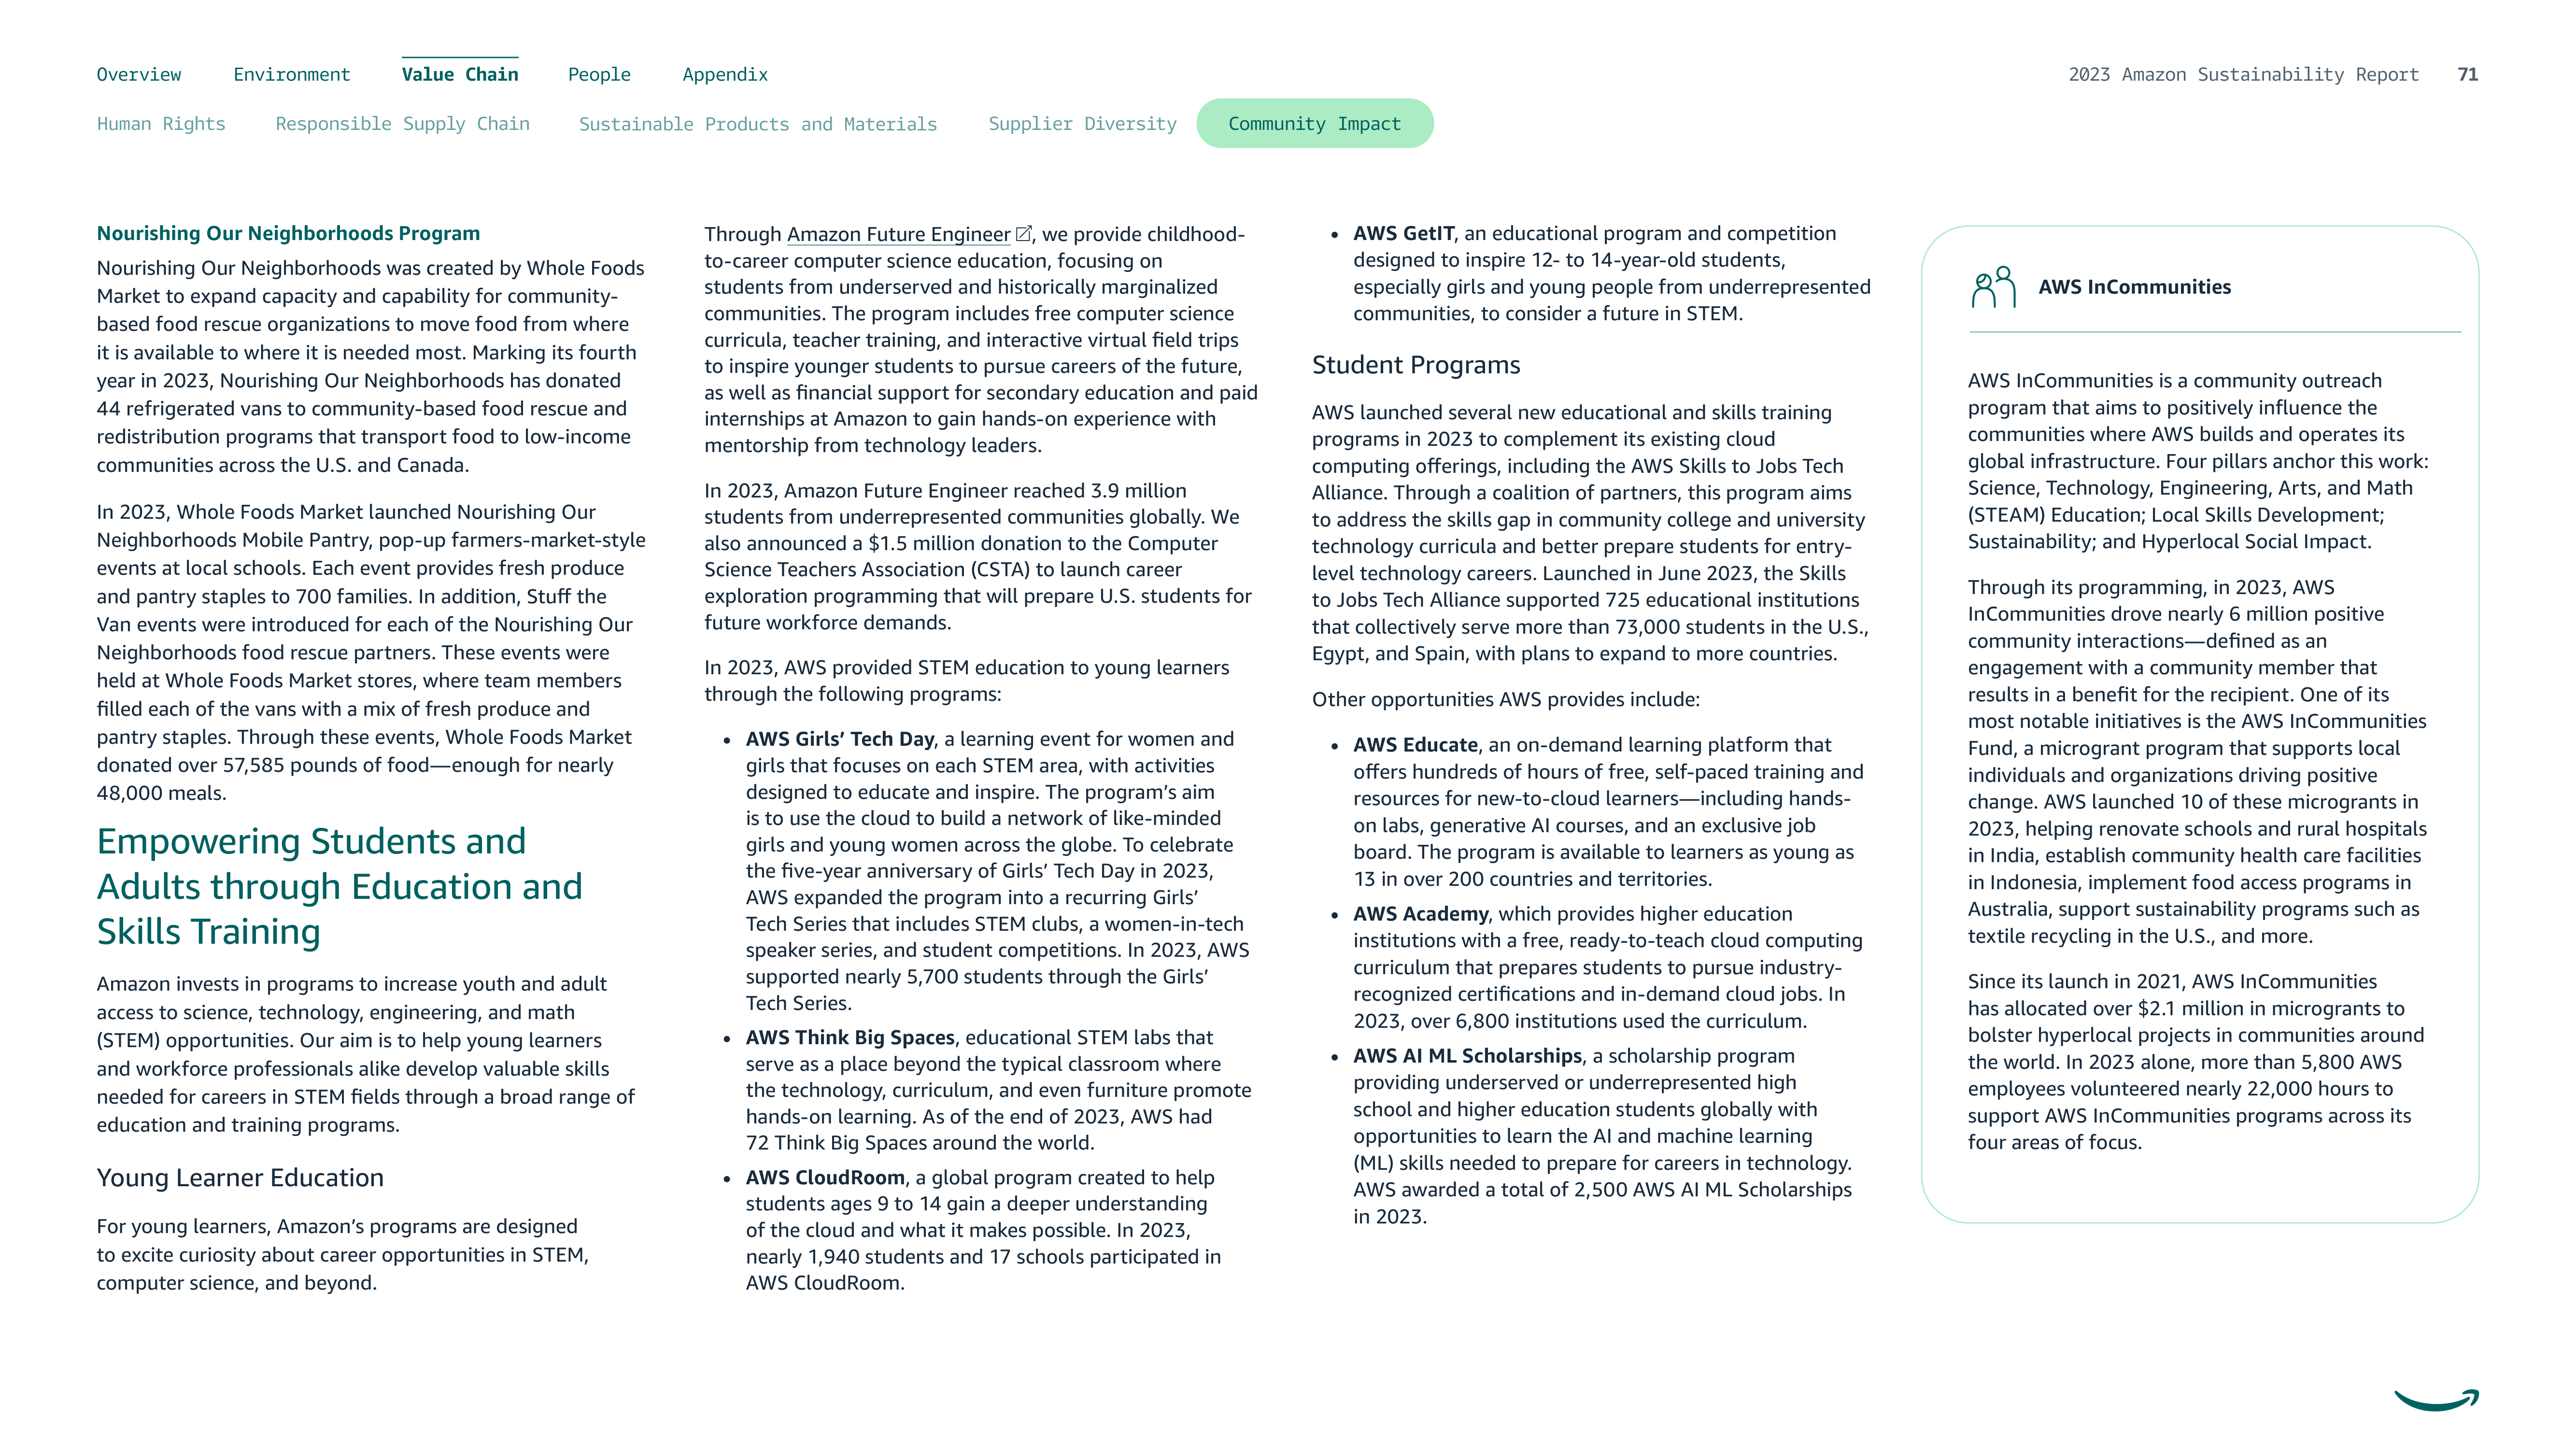 Overview Environment Value Chain People Appendix
2023 Amazon Sustainability Report 71
Human Rights Responsible Supply Chain Sustainable Products and Materials Supplier Diversity Community Impact
Nourishing Our Neighborhoods Program
Nourishing Our Neighborhoods was created by Whole Foods
Market to expand capacity and capability for community-
based food rescue organizations to move food from where
it is available to where it is needed most. Marking its fourth
year in 2023, Nourishing Our Neighborhoods has donated
44 refrigerated vans to community-based food rescue and
redistribution programs that transport food to low-income
communities across the U.S. and Canada.
In 2023, Whole Foods Market launched Nourishing Our
Neighborhoods Mobile Pantry, pop-up farmers-market-style
events at local schools. Each event provides fresh produce
and pantry staples to 700 families. In addition, Stuff the
Van events were introduced for each of the Nourishing Our
Neighborhoods food rescue partners. These events were
held at Whole Foods Market stores, where team members
filled each of the vans with a mix of fresh produce and
pantry staples. Through these events, Whole Foods Market
donated over 57,585 pounds of food—enough for nearly
48,000 meals.
Empowering Students and
Adults through Education and
Skills Training
Amazon invests in programs to increase youth and adult
access to science, technology, engineering, and math
(STEM) opportunities. Our aim is to help young learners
and workforce professionals alike develop valuable skills
needed for careers in STEM fields through a broad range of
education and training programs.
Young Learner Education
For young learners, Amazon’s programs are designed
to excite curiosity about career opportunities in STEM,
computer science, and beyond.
Through Amazon Future Engineer, we provide childhood-
to-career computer science education, focusing on
students from underserved and historically marginalized
communities. The program includes free computer science
curricula, teacher training, and interactive virtual field trips
to inspire younger students to pursue careers of the future,
as well as financial support for secondary education and paid
internships at Amazon to gain hands-on experience with
mentorship from technology leaders.
In 2023, Amazon Future Engineer reached 3.9 million
students from underrepresented communities globally. We
also announced a $1.5 million donation to the Computer
Science Teachers Association (CSTA) to launch career
exploration programming that will prepare U.S. students for
future workforce demands.
In 2023, AWS provided STEM education to young learners
through the following programs:
• AWS Girls’ Tech Day, a learning event for women and
girls that focuses on each STEM area, with activities
designed to educate and inspire. The program’s aim
is to use the cloud to build a network of like-minded
girls and young women across the globe. To celebrate
the five-year anniversary of Girls’ Tech Day in 2023,
AWS expanded the program into a recurring Girls’
Tech Series that includes STEM clubs, a women-in-tech
speaker series, and student competitions. In 2023, AWS
supported nearly 5,700 students through the Girls’
Tech Series.
• AWS Think Big Spaces, educational STEM labs that
serve as a place beyond the typical classroom where
the technology, curriculum, and even furniture promote
hands-on learning. As of the end of 2023, AWS had
72 Think Big Spaces around the world.
• AWS CloudRoom, a global program created to help
students ages 9 to 14 gain a deeper understanding
of the cloud and what it makes possible. In 2023,
nearly 1,940 students and 17 schools participated in
AWS CloudRoom.
• AWS GetIT, an educational program and competition
designed to inspire 12- to 14-year-old students,
especially girls and young people from underrepresented
communities, to consider a future in STEM.
Student Programs
AWS launched several new educational and skills training
programs in 2023 to complement its existing cloud
computing offerings, including the AWS Skills to Jobs Tech
Alliance. Through a coalition of partners, this program aims
to address the skills gap in community college and university
technology curricula and better prepare students for entry-
level technology careers. Launched in June 2023, the Skills
to Jobs Tech Alliance supported 725 educational institutions
that collectively serve more than 73,000 students in the U.S.,
Egypt, and Spain, with plans to expand to more countries.
Other opportunities AWS provides include:
• AWS Educate, an on-demand learning platform that
offers hundreds of hours of free, self-paced training and
resources for new-to-cloud learners—including hands-
on labs, generative AI courses, and an exclusive job
board. The program is available to learners as young as
13 in over 200 countries and territories.
• AWS Academy, which provides higher education
institutions with a free, ready-to-teach cloud computing
curriculum that prepares students to pursue industry-
recognized certifications and in-demand cloud jobs. In
2023, over 6,800 institutions used the curriculum.
• AWS AI ML Scholarships, a scholarship program
providing underserved or underrepresented high
school and higher education students globally with
opportunities to learn the AI and machine learning
(ML) skills needed to prepare for careers in technology.
AWS awarded a total of 2,500 AWS AI ML Scholarships
in 2023.
AWS InCommunities
AWS InCommunities is a community outreach
program that aims to positively influence the
communities where AWS builds and operates its
global infrastructure. Four pillars anchor this work:
Science, Technology, Engineering, Arts, and Math
(STEAM) Education; Local Skills Development;
Sustainability; and Hyperlocal Social Impact.
Through its programming, in 2023, AWS
InCommunities drove nearly 6 million positive
community interactions—defined as an
engagement with a community member that
results in a benefit for the recipient. One of its
most notable initiatives is the AWS InCommunities
Fund, a microgrant program that supports local
individuals and organizations driving positive
change. AWS launched 10 of these microgrants in
2023, helping renovate schools and rural hospitals
in India, establish community health care facilities
in Indonesia, implement food access programs in
Australia, support sustainability programs such as
textile recycling in the U.S., and more.
Since its launch in 2021, AWS InCommunities
has allocated over $2.1 million in microgrants to
bolster hyperlocal projects in communities around
the world. In 2023 alone, more than 5,800 AWS
employees volunteered nearly 22,000 hours to
support AWS InCommunities programs across its
four areas of focus.